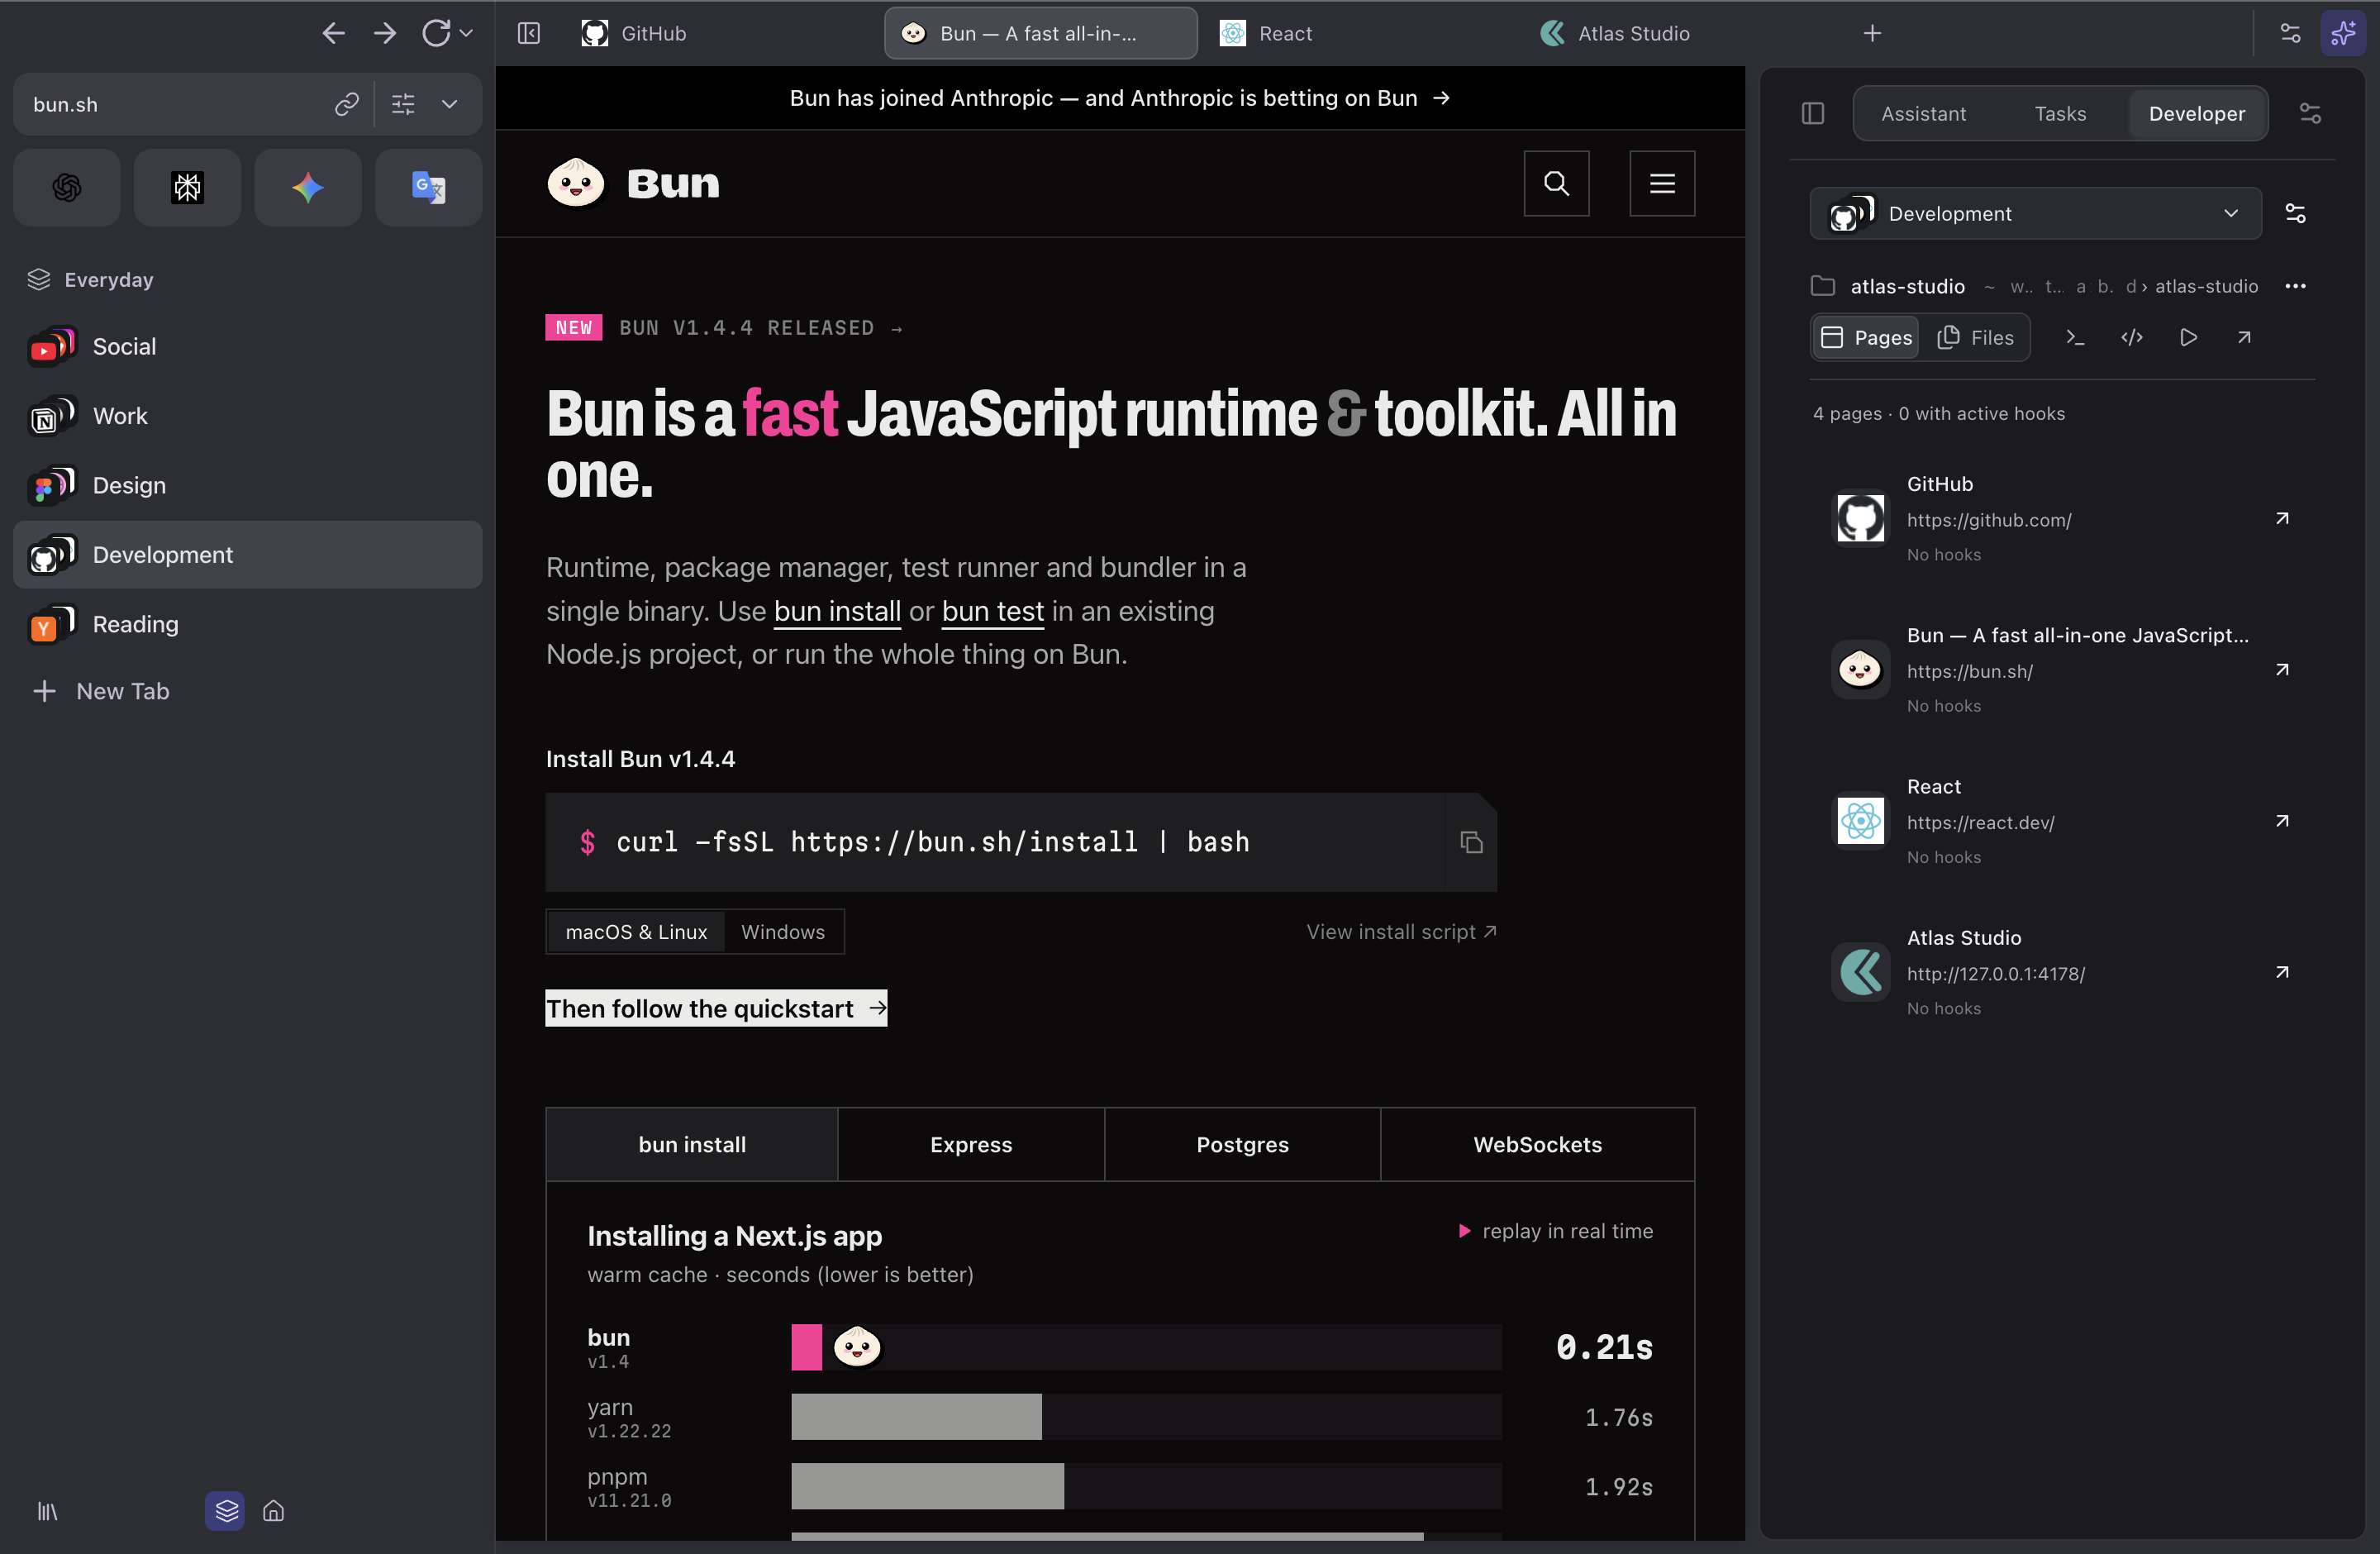 GitHub
Bun — A fast all-in-...
React
Atlas Studio
bun.sh
Everyday
Social
Work
Design
Development
Reading
New Tab
Bun has joined Anthropic — and Anthropic is betting on Bun →
Bun
NEW BUN V1.4.4 RELEASED →
Bun is a fast JavaScript runtime & toolkit. All in
one.
Runtime, package manager, test runner and bundler in a
single binary. Use bun install or bun test in an existing
Node.js project, or run the whole thing on Bun.
Install Bun v1.4.4
$ curl -fsSL https://bun.sh/install | bash
macOS & Linux
Windows
View install script ↗
Then follow the quickstart →
bun install
Express
Postgres
WebSockets
Installing a Next.js app
replay in real time
warm cache · seconds (lower is better)
bun
v1.4
0.21s
yarn
v1.22.22
1.76s
pnpm
v11.21.0
1.92s
Assistant
Tasks
Developer
Development
atlas-studio ~ w.. t... a b. d › atlas-studio
Pages
Files
4 pages · 0 with active hooks
GitHub
https://github.com/
No hooks
Bun — A fast all-in-one JavaScript...
https://bun.sh/
No hooks
React
https://react.dev/
No hooks
Atlas Studio
http://127.0.0.1:4178/
No hooks